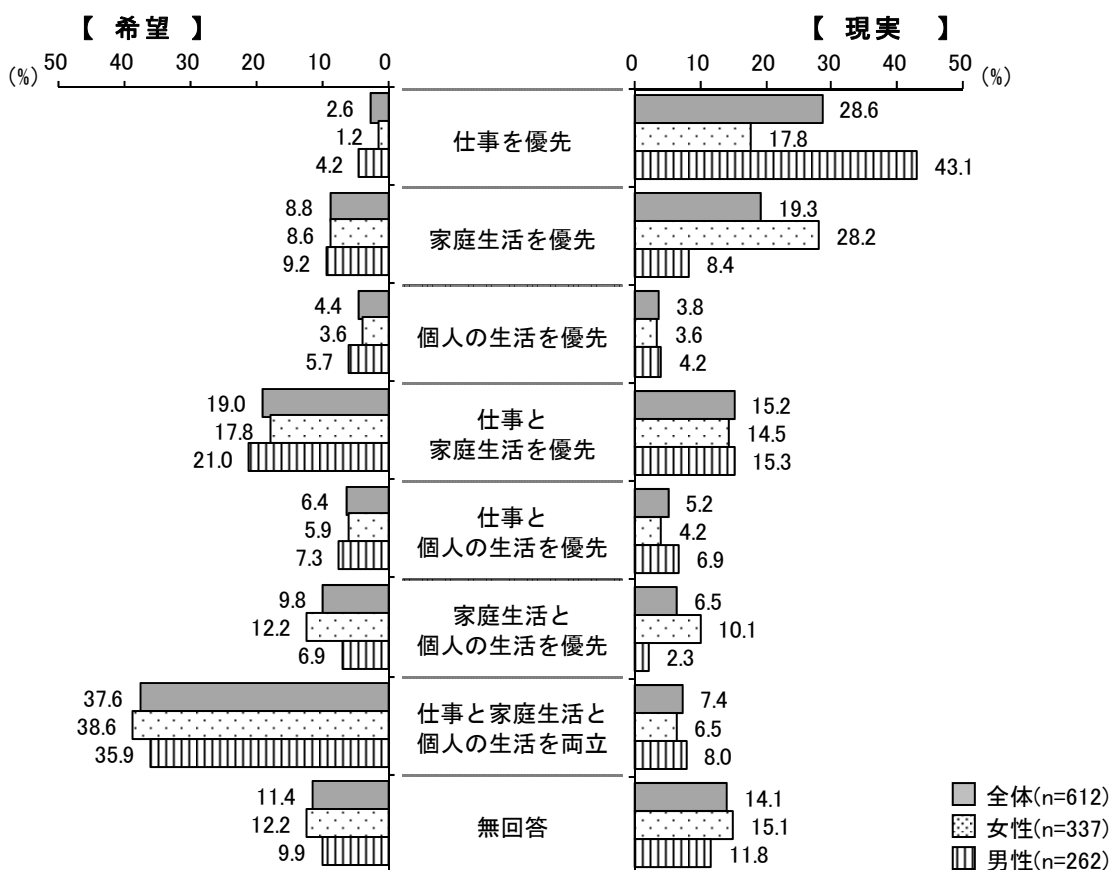 【 希望 】
【 現実 】
50 40 30 20 10 0
(%)
0 10 20 30 40 50
(%)
2.6
1.2
4.2
仕事を優先
28.6
17.8
43.1
8.8
8.6
9.2
家庭生活を優先
19.3
28.2
8.4
4.4
3.6
5.7
個人の生活を優先
3.8
3.6
4.2
19.0
17.8
21.0
仕事と
家庭生活を優先
15.2
14.5
15.3
6.4
5.9
7.3
仕事と
個人の生活を優先
5.2
4.2
6.9
9.8
12.2
6.9
家庭生活と
個人の生活を優先
6.5
10.1
2.3
37.6
38.6
35.9
仕事と家庭生活と
個人の生活を両立
7.4
6.5
8.0
11.4
12.2
9.9
無回答
14.1
15.1
11.8
全体(n=612)
女性(n=337)
男性(n=262)